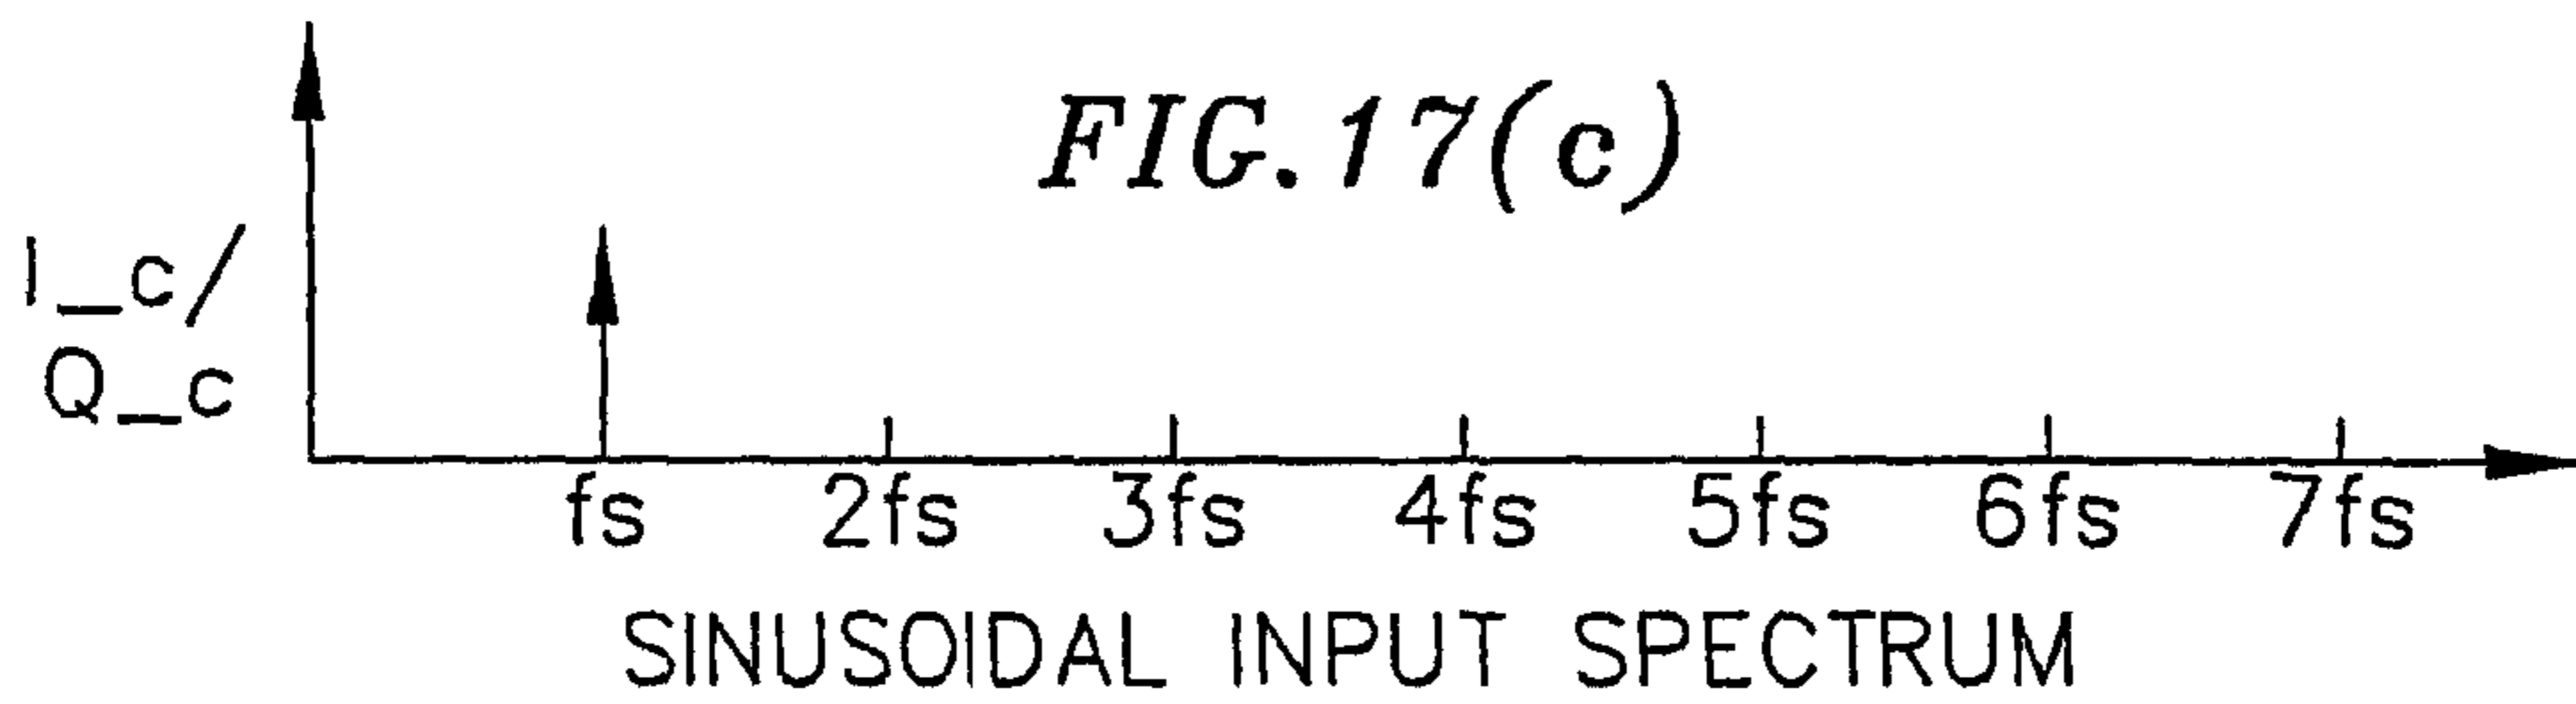 FIG.17(c)
I_c/
Q_c
fs 2fs 3fs 4fs 5fs 6fs 7fs
SINUSOIDAL INPUT SPECTRUM